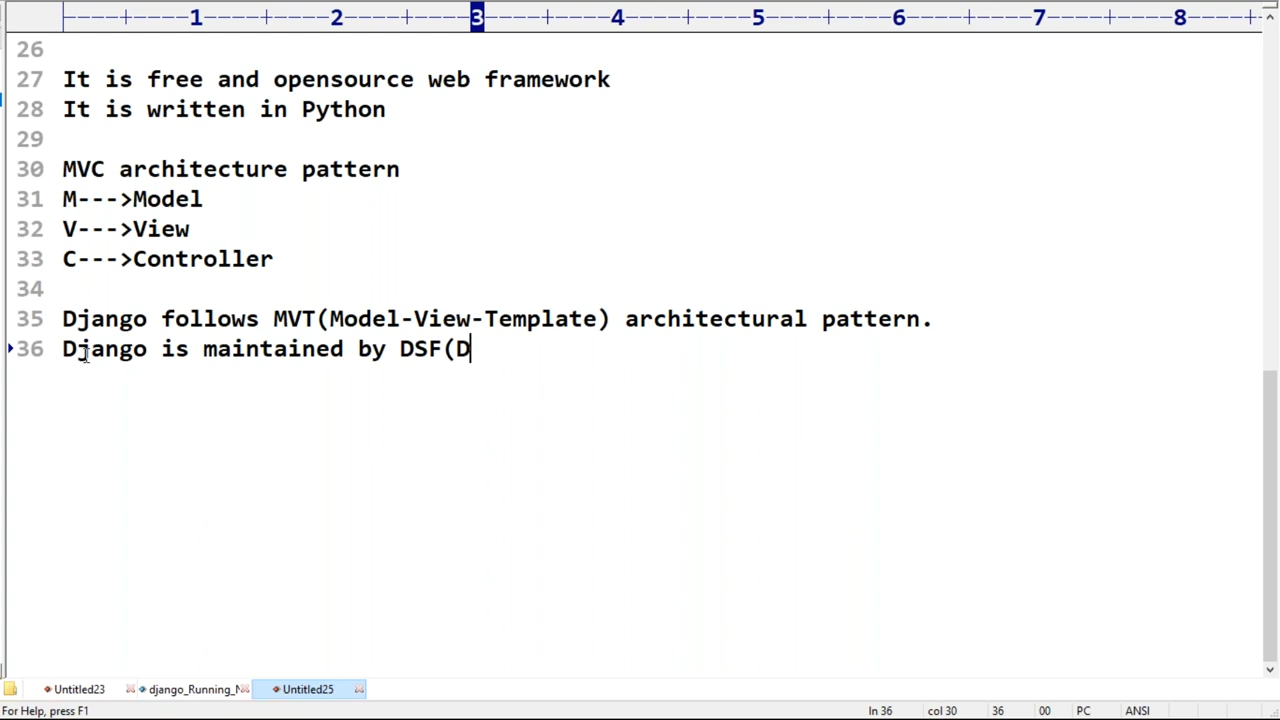 1 2 3 4 5 6 7 8
26
27 It is free and opensource web framework
28 It is written in Python
29
30 MVC architecture pattern
31 M--->Model
32 V--->View
33 C--->Controller
34
35 Django follows MVT(Model-View-Template) architectural pattern.
36 Django is maintained by DSF(D
Untitled23 django_Running_N Untitled25
For Help, press F1 ln 36 col 30 36 00 PC ANSI